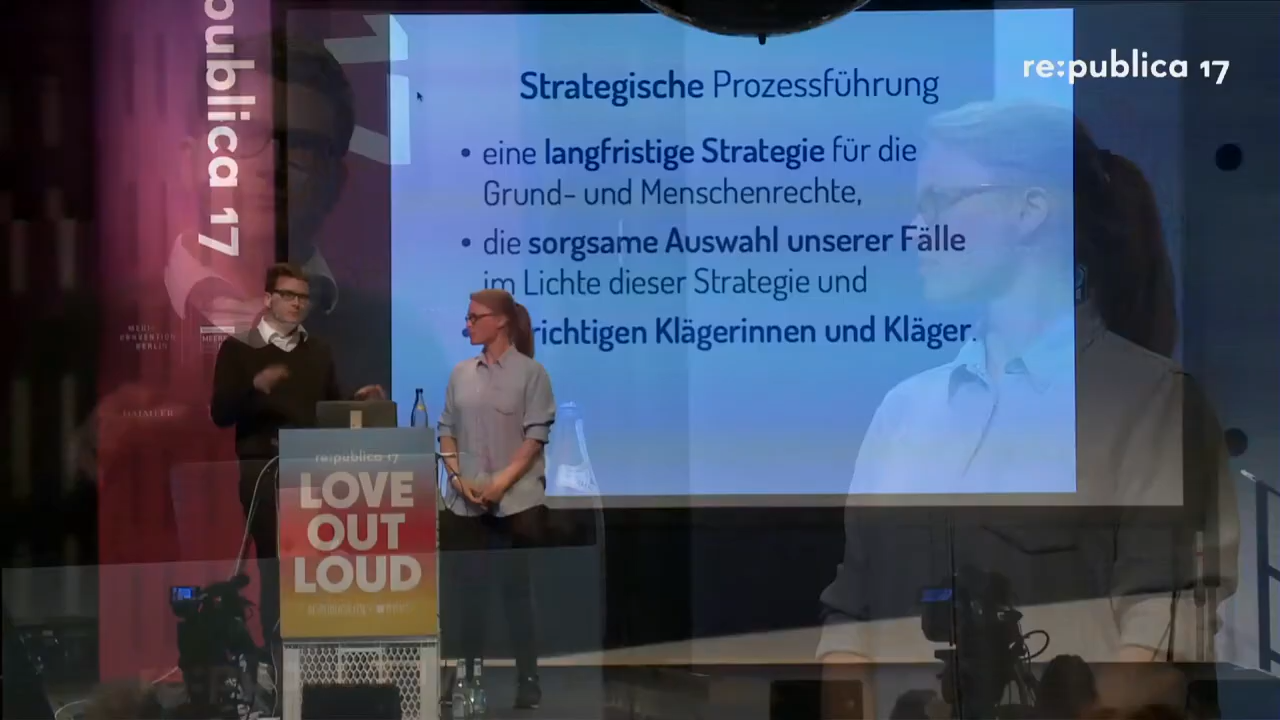 re:publica 17
publica 17
Strategische Prozessführung
• eine langfristige Strategie für die
Grund- und Menschenrechte,
• die sorgsame Auswahl unserer Fälle
im Lichte dieser Strategie und
richtigen Klägerinnen und Kläger.
DAIMLER
re:publica 17
LOVE
OUT
LOUD